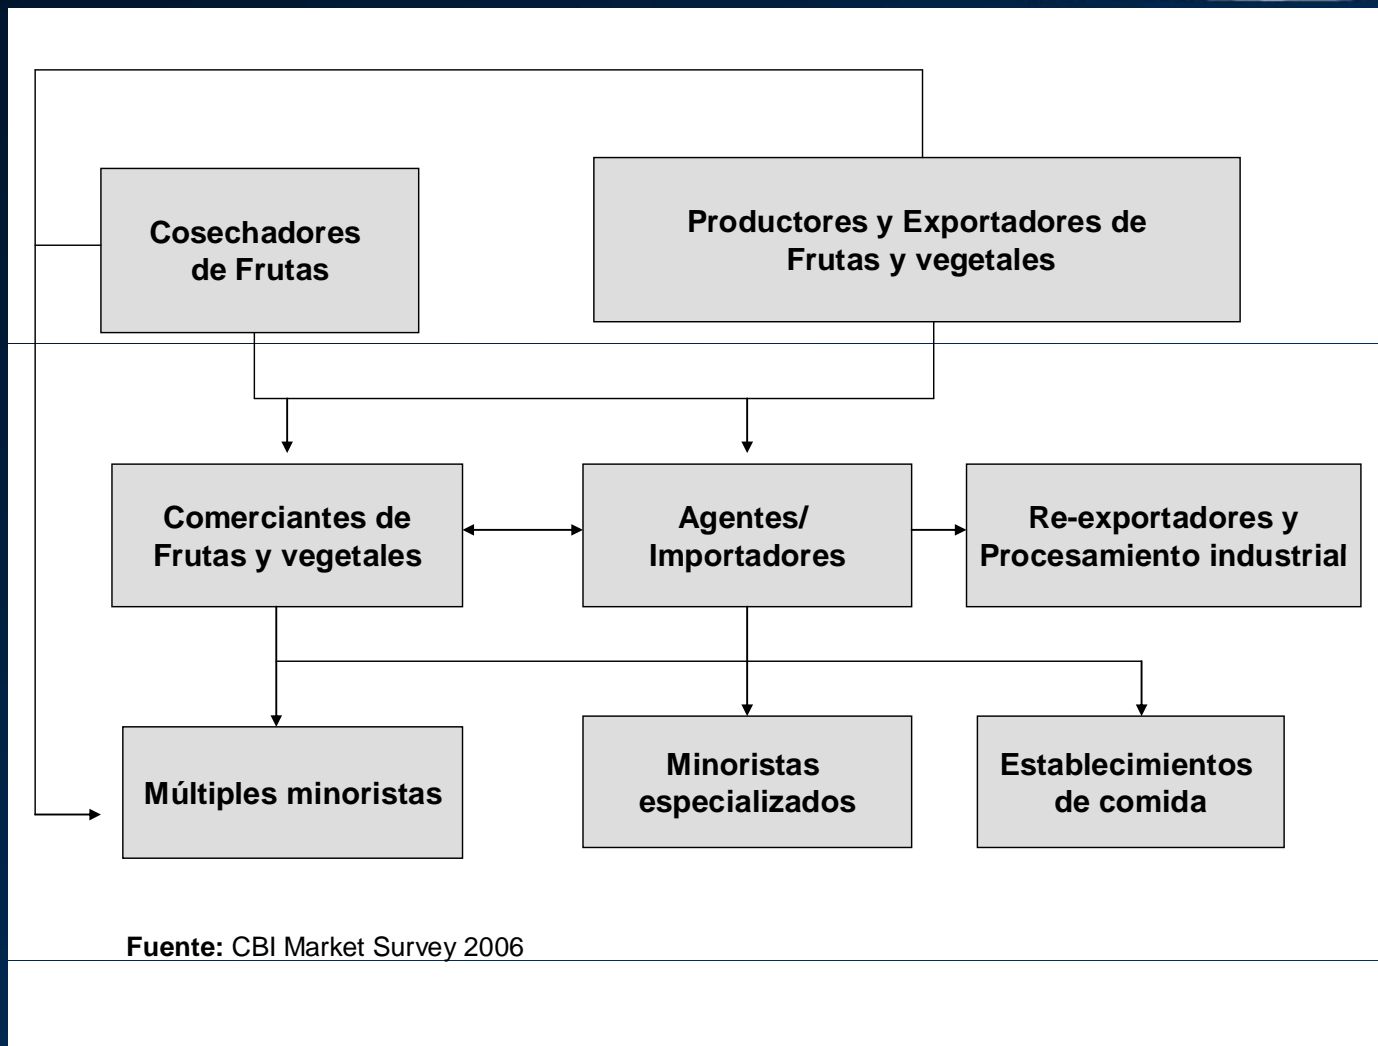 Cosechadores
de Frutas
Productores y Exportadores de
Frutas y vegetales
Comerciantes de
Frutas y vegetales
Agentes/
Importadores
Re-exportadores y
Procesamiento industrial
Múltiples minoristas
Minoristas
especializados
Establecimientos
de comida
Fuente: CBI Market Survey 2006